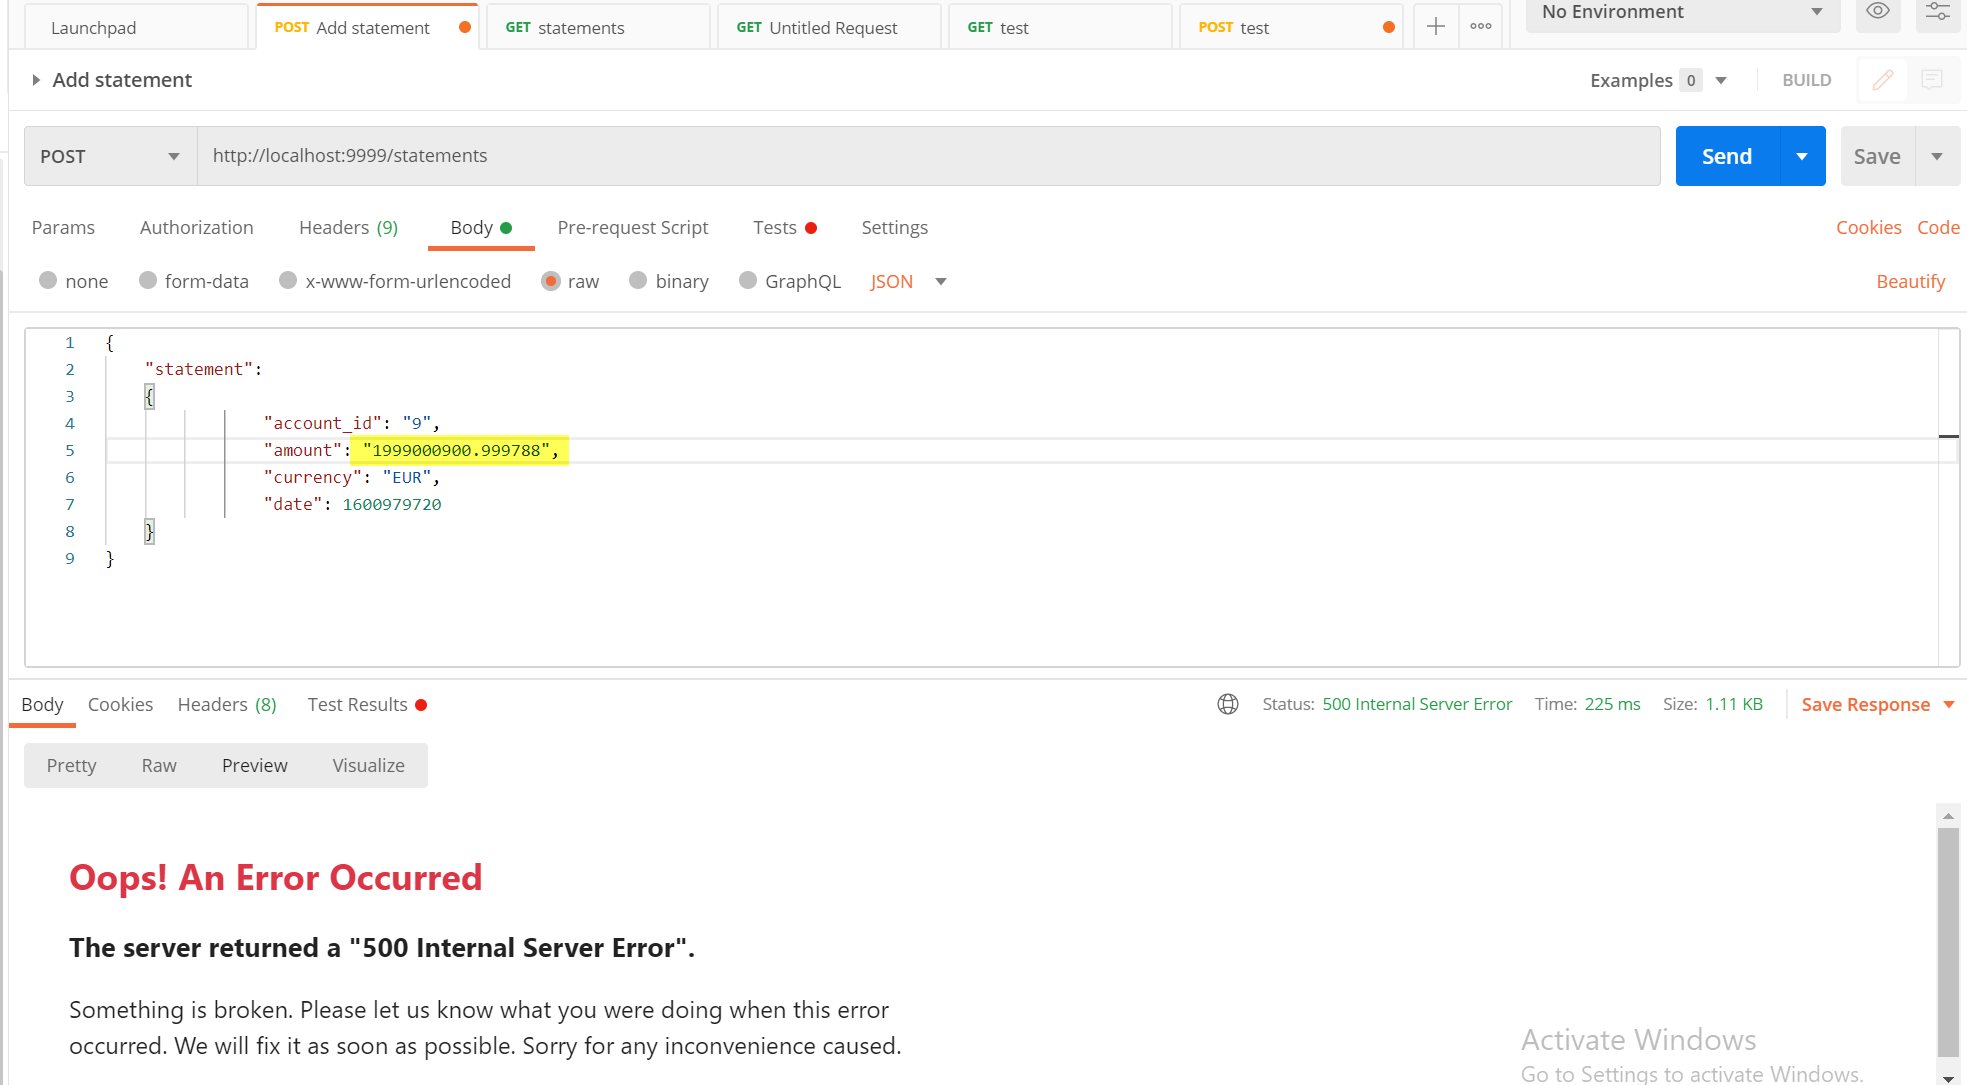 Launchpad
POST Add statement
GET statements
GET Untitled Request
GET test
POST test
No Environment
Add statement
Examples 0
BUILD
POST
http://localhost:9999/statements
Send
Save
Params
Authorization
Headers (9)
Body
Pre-request Script
Tests
Settings
Cookies
Code
none
form-data
x-www-form-urlencoded
raw
binary
GraphQL
JSON
Beautify
1 {
2 "statement":
3 {
4 "account_id": "9",
5 "amount": "1999000900.999788",
6 "currency": "EUR",
7 "date": 1600979720
8 }
9 }
Body
Cookies
Headers (8)
Test Results
Status: 500 Internal Server Error
Time: 225 ms
Size: 1.11 KB
Save Response
Pretty
Raw
Preview
Visualize
Oops! An Error Occurred
The server returned a "500 Internal Server Error".
Something is broken. Please let us know what you were doing when this error
occurred. We will fix it as soon as possible. Sorry for any inconvenience caused.
Activate Windows
Go to Settings to activate Windows.